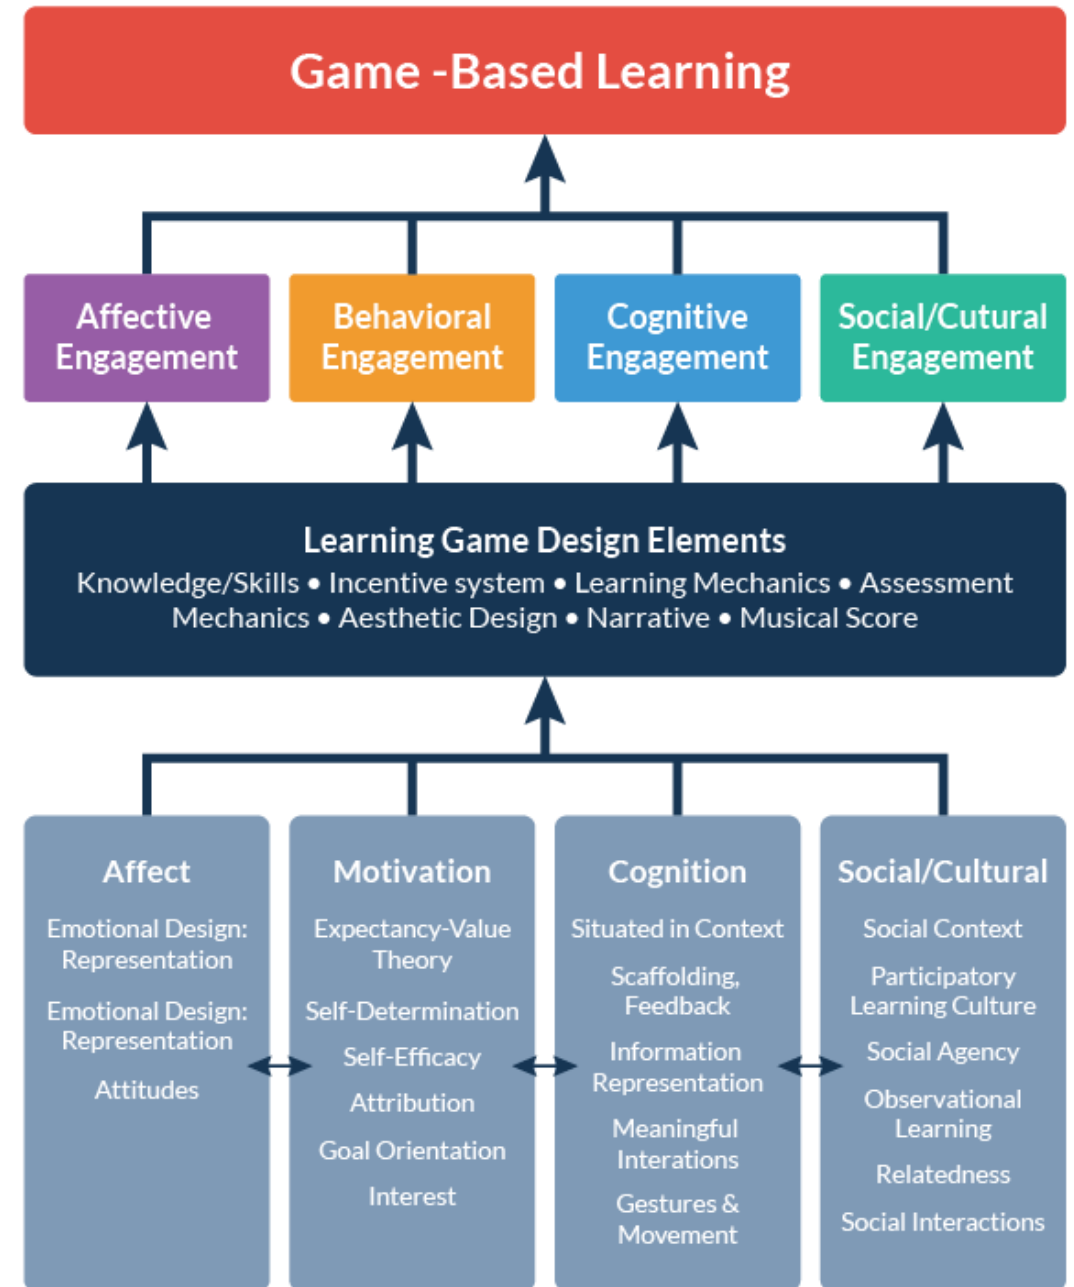 Game -Based Learning
Affective
Engagement
Behavioral
Engagement
Cognitive
Engagement
Social/Cutural
Engagement
Learning Game Design Elements
Knowledge/Skills • Incentive system • Learning Mechanics • Assessment
Mechanics • Aesthetic Design • Narrative • Musical Score
Affect
Emotional Design:
Representation
Emotional Design:
Representation
Attitudes
Motivation
Expectancy-Value
Theory
Self-Determination
Self-Efficacy
Attribution
Goal Orientation
Interest
Cognition
Situated in Context
Scaffolding,
Feedback
Information
Representation
Meaningful
Interations
Gestures &
Movement
Social/Cultural
Social Context
Participatory
Learning Culture
Social Agency
Observational
Learning
Relatedness
Social Interactions